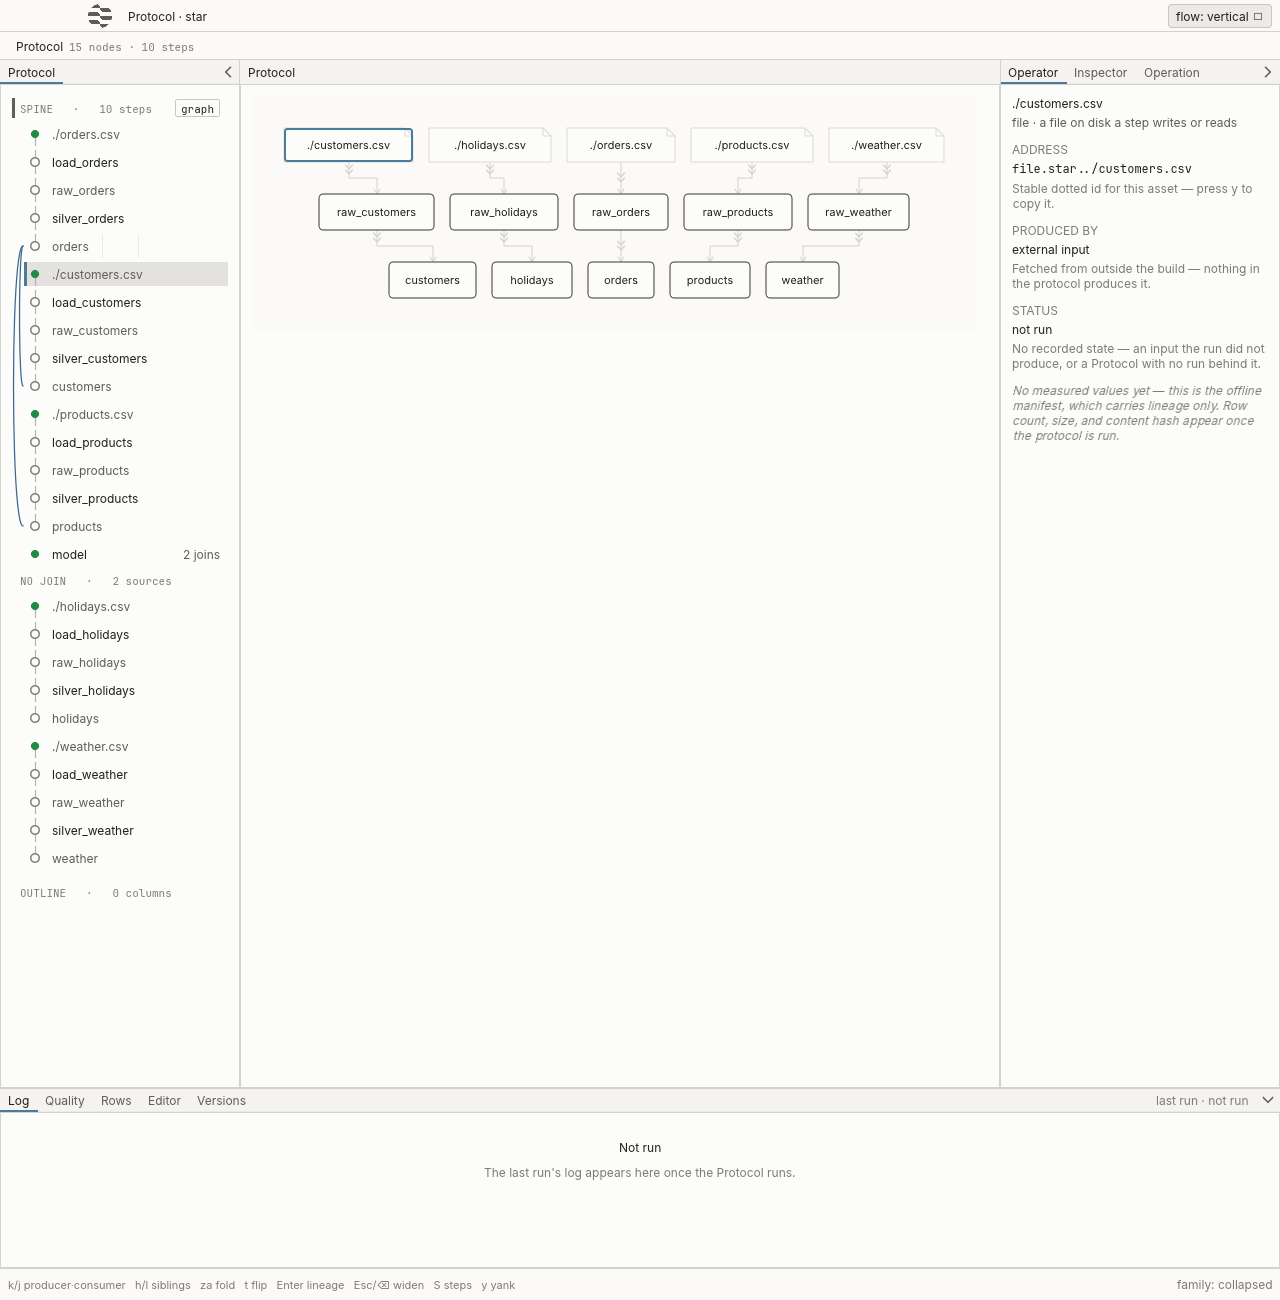 Protocol · star
flow: vertical
Protocol 15 nodes · 10 steps
Protocol
SPINE · 10 steps graph
./orders.csv
load_orders
raw_orders
silver_orders
orders
./customers.csv
load_customers
raw_customers
silver_customers
customers
./products.csv
load_products
raw_products
silver_products
products
model 2 joins
NO JOIN · 2 sources
./holidays.csv
load_holidays
raw_holidays
silver_holidays
holidays
./weather.csv
load_weather
raw_weather
silver_weather
weather
OUTLINE · 0 columns
Protocol
./customers.csv ./holidays.csv ./orders.csv ./products.csv ./weather.csv
raw_customers raw_holidays raw_orders raw_products raw_weather
customers holidays orders products weather
Operator Inspector Operation
./customers.csv
file · a file on disk a step writes or reads
ADDRESS
file.star../customers.csv
Stable dotted id for this asset — press y to
copy it.
PRODUCED BY
external input
Fetched from outside the build — nothing in
the protocol produces it.
STATUS
not run
No recorded state — an input the run did not
produce, or a Protocol with no run behind it.
No measured values yet — this is the offline
manifest, which carries lineage only. Row
count, size, and content hash appear once
the protocol is run.
Log Quality Rows Editor Versions
last run · not run
Not run
The last run's log appears here once the Protocol runs.
k/j producer·consumer h/l siblings za fold t flip Enter lineage Esc/⌫ widen S steps y yank
family: collapsed